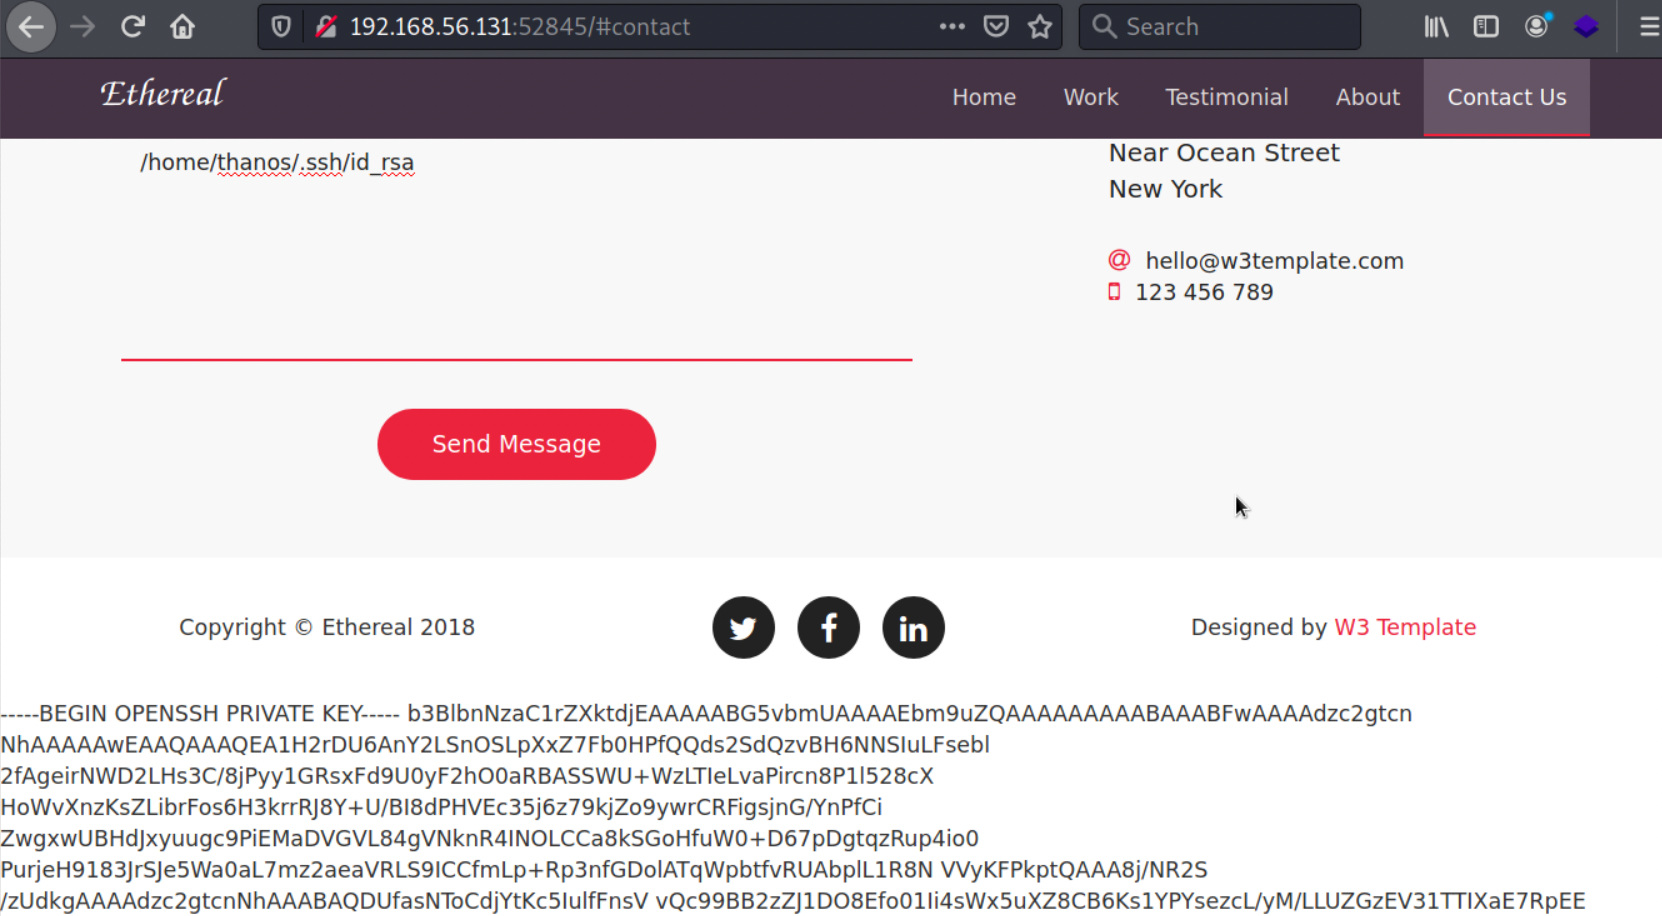 192.168.56.131:52845/#contact
Search
Ethereal
Home Work Testimonial About Contact Us
/home/thanos/.ssh/id_rsa
Near Ocean Street
New York
@ hello@w3template.com
123 456 789
Send Message
Copyright © Ethereal 2018
Designed by W3 Template
-----BEGIN OPENSSH PRIVATE KEY----- b3BlbnNzaC1rZXktdjEAAAAABG5vbmUAAAAEbm9uZQAAAAAAAAABAAABFwAAAAdzc2gtcn
NhAAAAAwEAAQAAAQEA1H2rDU6AnY2LSnOSLpXxZ7Fb0HPfQQds2SdQzvBH6NNSIuLFsebl
2fAgeirNWD2LHs3C/8jPyy1GRsxFd9U0yF2hO0aRBASSWU+WzLTIeLvaPircn8P1l528cX
HoWvXnzKsZLibrFos6H3krrRJ8Y+U/BI8dPHVEc35j6z79kjZo9ywrCRFigsjnG/YnPfCi
ZwgxwUBHdJxyuugc9PiEMaDVGVL84gVNknR4INOLCCa8kSGoHfuW0+D67pDgtqzRup4io0
PurjeH9183JrSJe5Wa0aL7mz2aeaVRLS9ICCfmLp+Rp3nfGDolATqWpbtfvRUAbplL1R8N VVyKFPkptQAAA8j/NR2S
/zUdkgAAAAdzc2gtcnNhAAABAQDUfasNToCdjYtKc5IulfFnsV vQc99BB2zZJ1DO8Efo01Ii4sWx5uXZ8CB6Ks1YPYsezcL/yM/LLUZGzEV31TTIXaE7RpEE